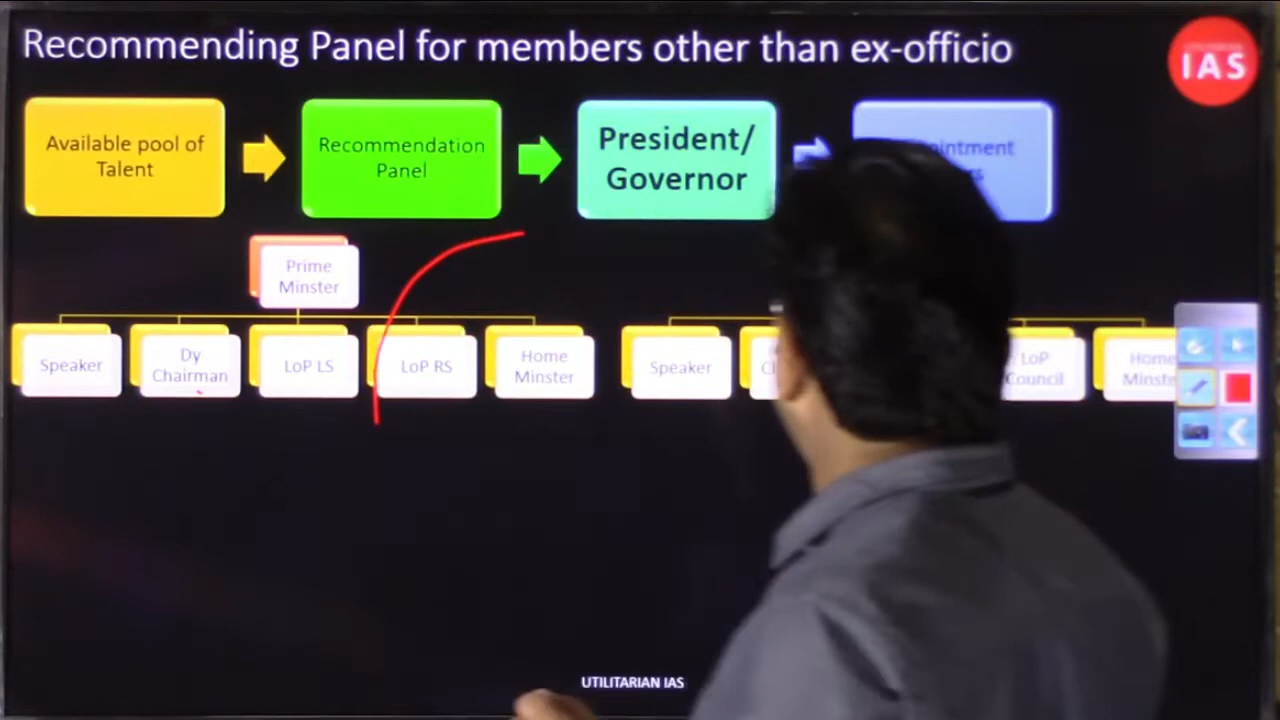 Recommending Panel for members other than ex-officio
IAS
Available pool of
Talent
Recommendation
Panel
President/
Governor
Prime
Minster
Speaker
Dy
Chairman
LoP LS
LoP RS
Home
Minster
Speaker
LoP
Council
Home
UTILITARIAN IAS